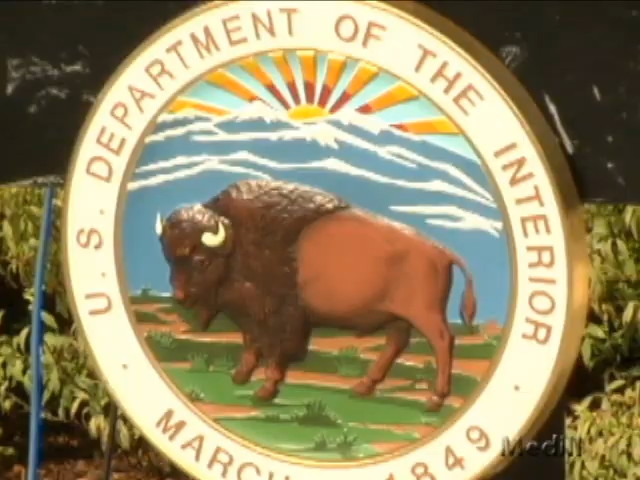 U.S. DEPARTMENT OF THE INTERIOR
MARCH 1849
Medill